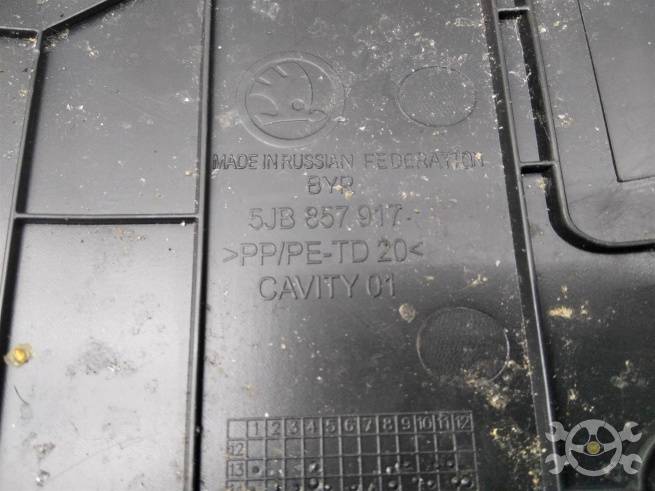 MADE IN RUSSIAN FEDERATION
BYR
5JB 857 917
>PP/PE-TD 20<
CAVITY 01
1 2 3 4 5 6 7 8 9 10 11 12
12
13